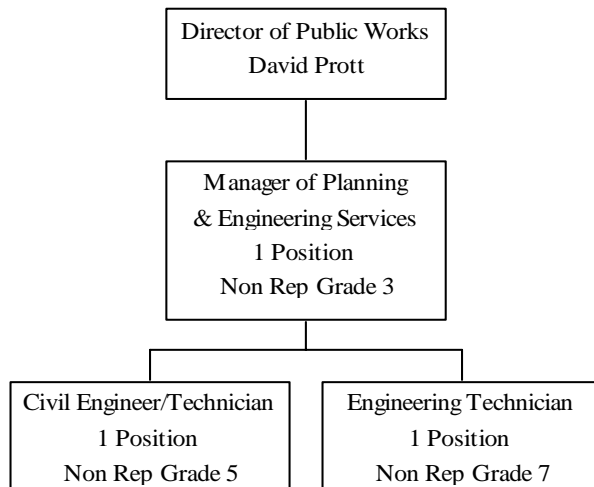 Director of Public Works
David Prott
Manager of Planning
& Engineering Services
1 Position
Non Rep Grade 3
Civil Engineer/Technician
1 Position
Non Rep Grade 5
Engineering Technician
1 Position
Non Rep Grade 7